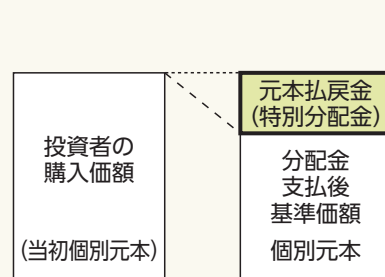 投資者の
購入価額
(当初個別元本)
元本払戻金
(特別分配金)
分配金
支払後
基準価額
個別元本